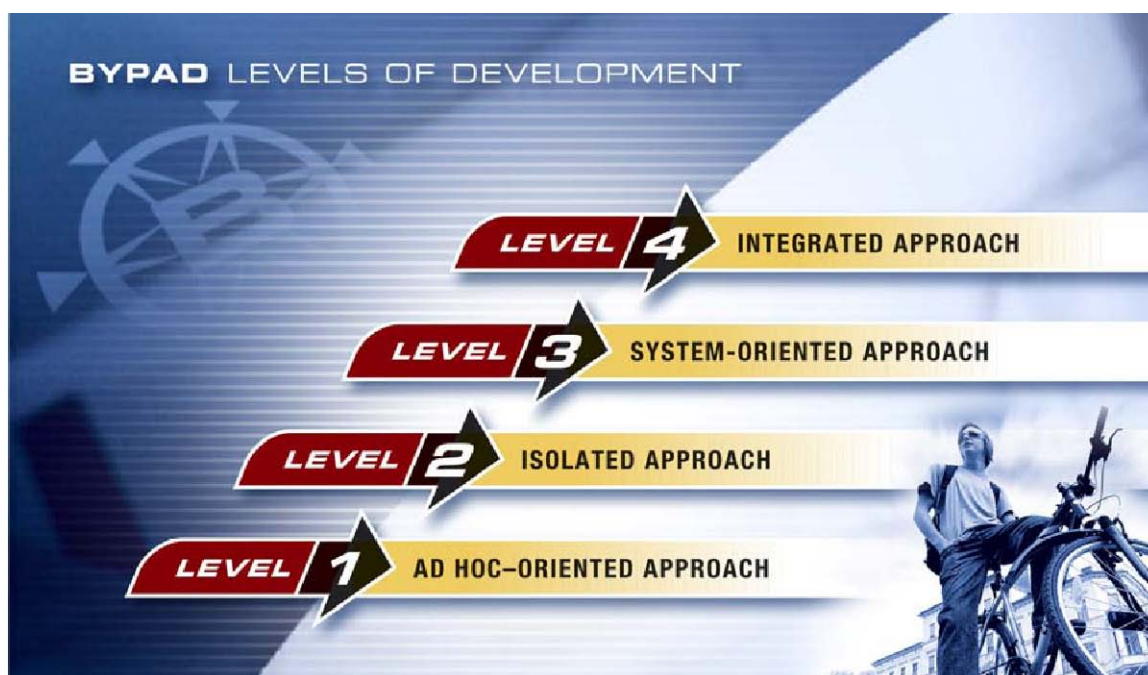 BYPAD LEVELS OF DEVELOPMENT
B
LEVEL 4 INTEGRATED APPROACH
LEVEL 3 SYSTEM-ORIENTED APPROACH
LEVEL 2 ISOLATED APPROACH
LEVEL 1 AD HOC–ORIENTED APPROACH